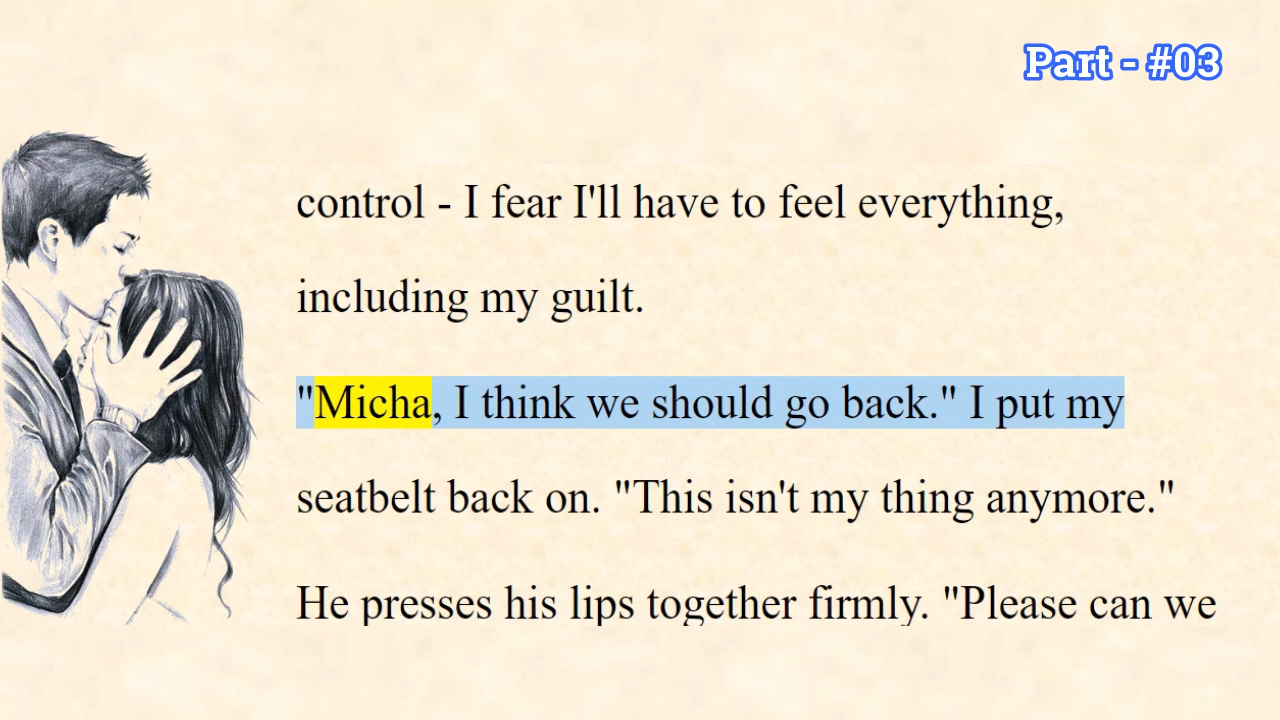 Part - #03
control - I fear I'll have to feel everything,
including my guilt.
"Micha, I think we should go back." I put my
seatbelt back on. "This isn't my thing anymore."
He presses his lips together firmly. "Please can we